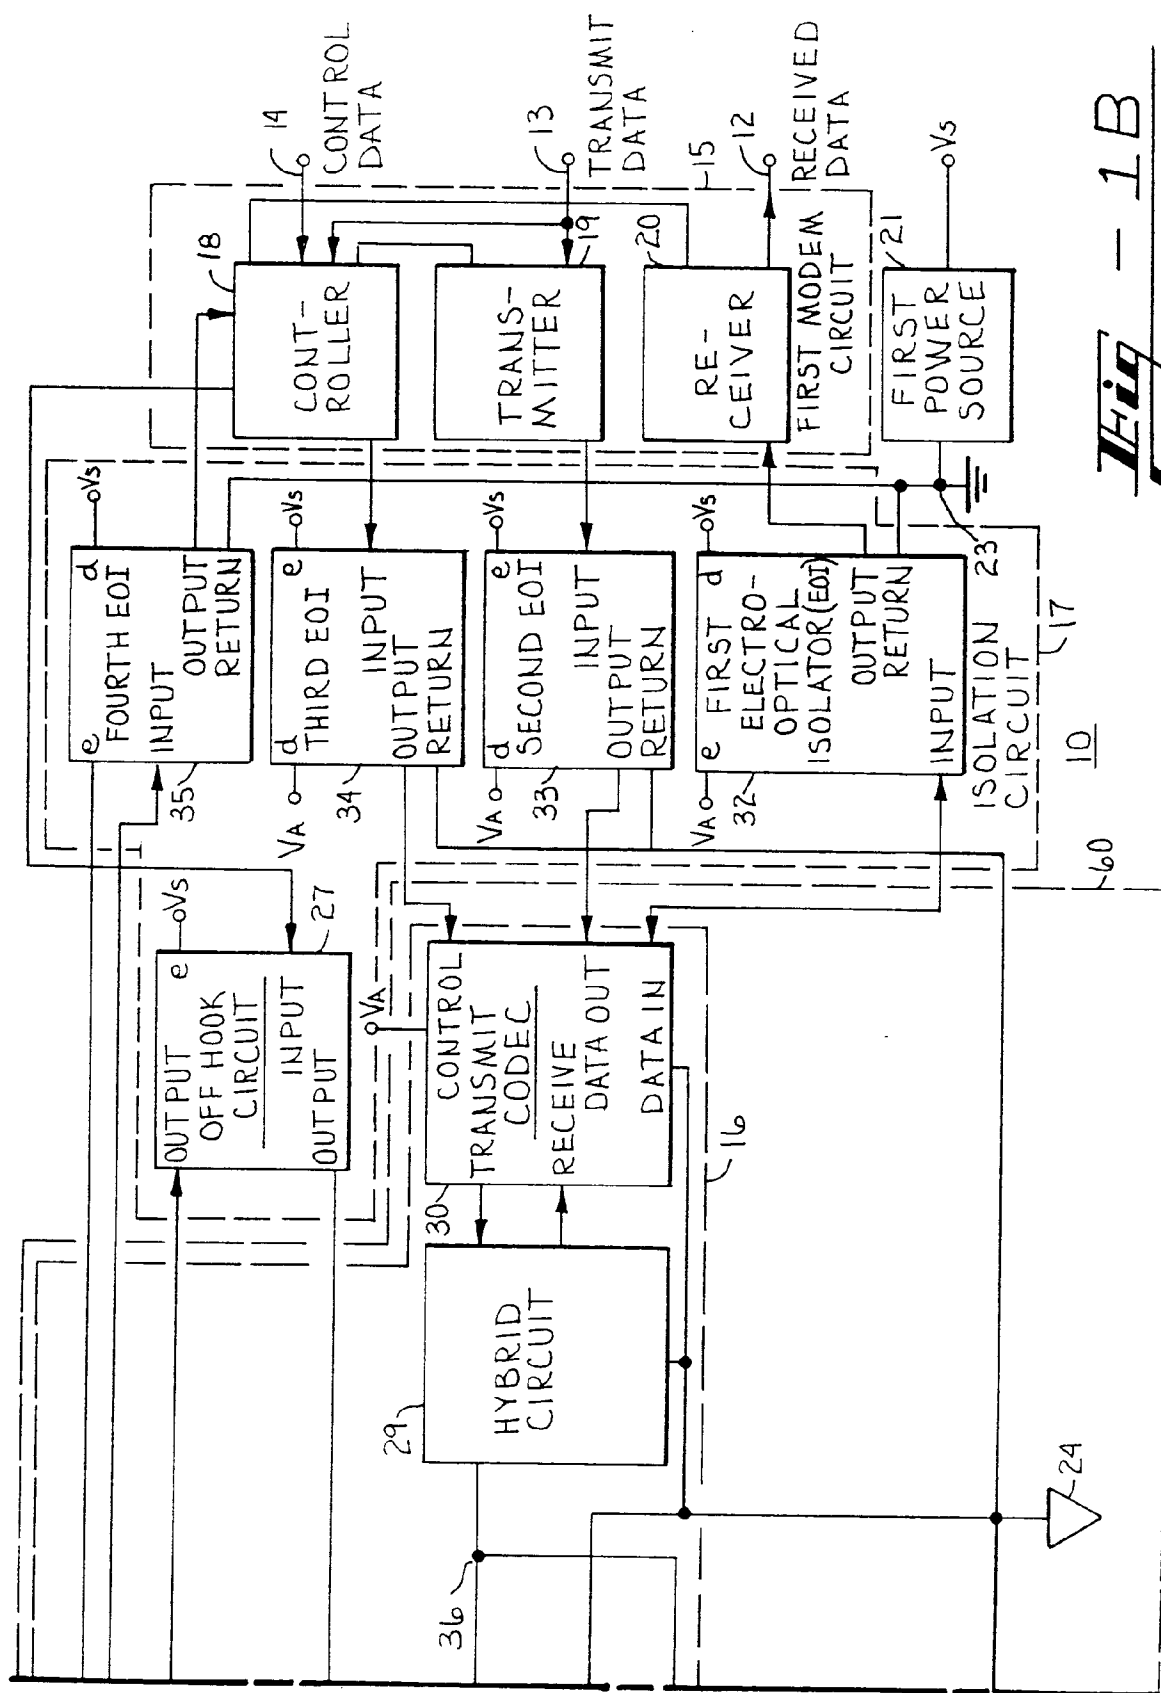 14
CONTROL
DATA
13
TRANSMIT
DATA
12
RECEIVED
DATA
15
18
CONT-
ROLLER
19
TRANS-
MITTER
20
RE-
CEIVER
FIRST MODEM
CIRCUIT
21
FIRST
POWER
SOURCE
Vs
Fig - 1B
Vs
e d
FOURTH EOI
INPUT
OUTPUT
RETURN
35
Vs
d e
THIRD EOI
INPUT
OUTPUT
RETURN
VA
34
Vs
d e
SECOND EOI
INPUT
OUTPUT
RETURN
VA
33
Vs
e FIRST d
ELECTRO-
OPTICAL
ISOLATOR(EOI)
OUTPUT
RETURN
INPUT
VA
32
23
ISOLATION
CIRCUIT
17
10
60
Vs
OUTPUT e
OFF HOOK
CIRCUIT
INPUT
OUTPUT
27
VA
CONTROL
TRANSMIT
CODEC
RECEIVE
DATA OUT
DATA IN
30
16
HYBRID
CIRCUIT
29
36
24